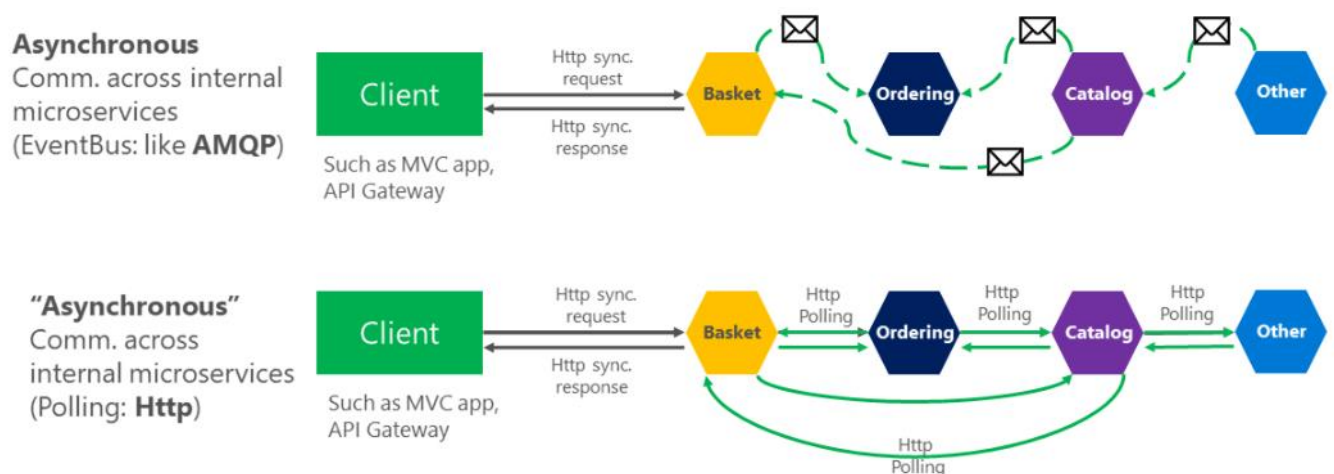 Asynchronous
Comm. across internal
microservices
(EventBus: like AMQP)
Client
Such as MVC app,
API Gateway
Http sync.
request
Http sync.
response
Basket
Ordering
Catalog
Other
“Asynchronous”
Comm. across
internal microservices
(Polling: Http)
Client
Such as MVC app,
API Gateway
Http sync.
request
Http sync.
response
Basket
Http
Polling
Ordering
Http
Polling
Catalog
Http
Polling
Other
Http
Polling